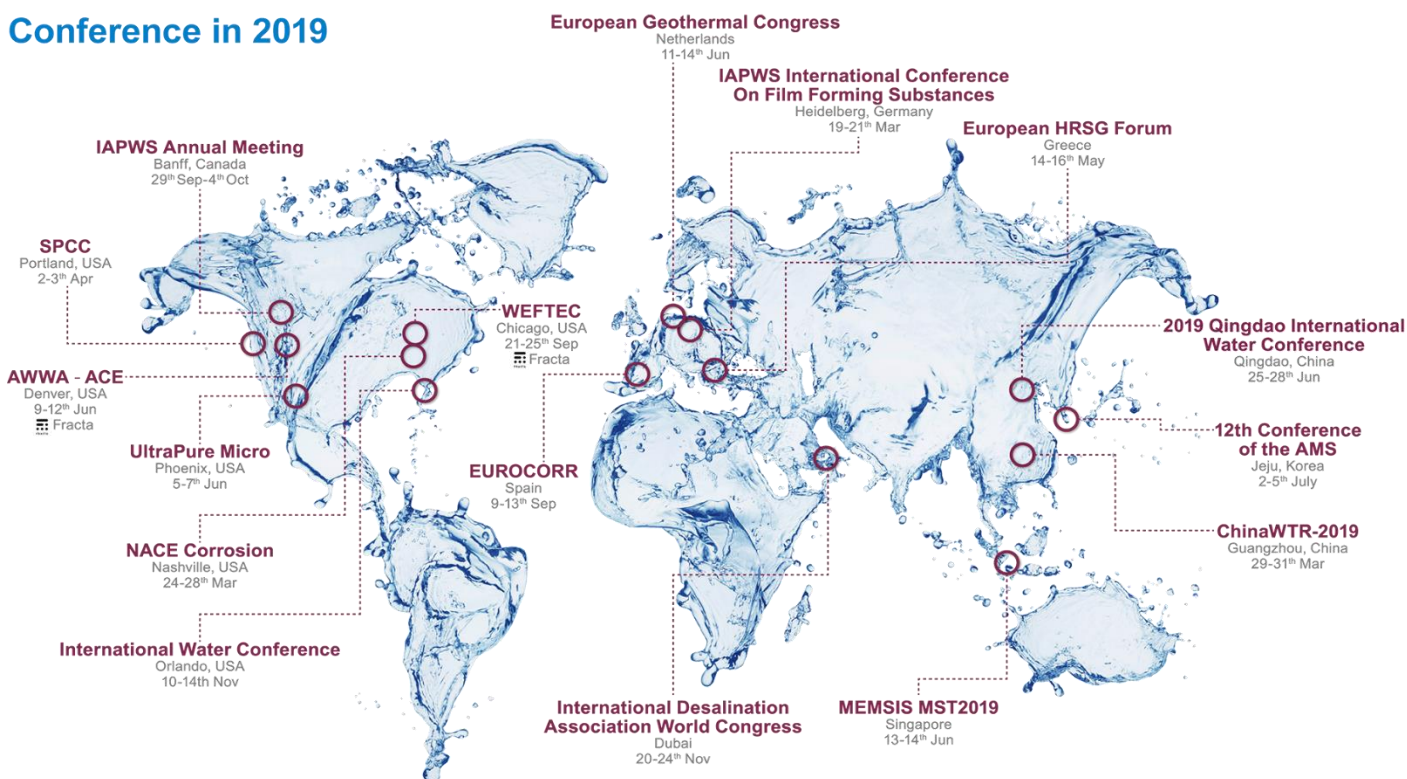 Conference in 2019
European Geothermal Congress
Netherlands
11-14th Jun
IAPWS International Conference
On Film Forming Substances
Heidelberg, Germany
19-21th Mar
European HRSG Forum
Greece
14-16th May
IAPWS Annual Meeting
Banff, Canada
29th Sep-4th Oct
SPCC
Portland, USA
2-3th Apr
WEFTEC
Chicago, USA
21-25th Sep
Fracta
2019 Qingdao International
Water Conference
Qingdao, China
25-28th Jun
AWWA - ACE
Denver, USA
9-12th Jun
Fracta
UltraPure Micro
Phoenix, USA
5-7th Jun
EUROCORR
Spain
9-13th Sep
12th Conference
of the AMS
Jeju, Korea
2-5th July
NACE Corrosion
Nashville, USA
24-28th Mar
ChinaWTR-2019
Guangzhou, China
29-31th Mar
International Water Conference
Orlando, USA
10-14th Nov
International Desalination
Association World Congress
Dubai
20-24th Nov
MEMSIS MST2019
Singapore
13-14th Jun